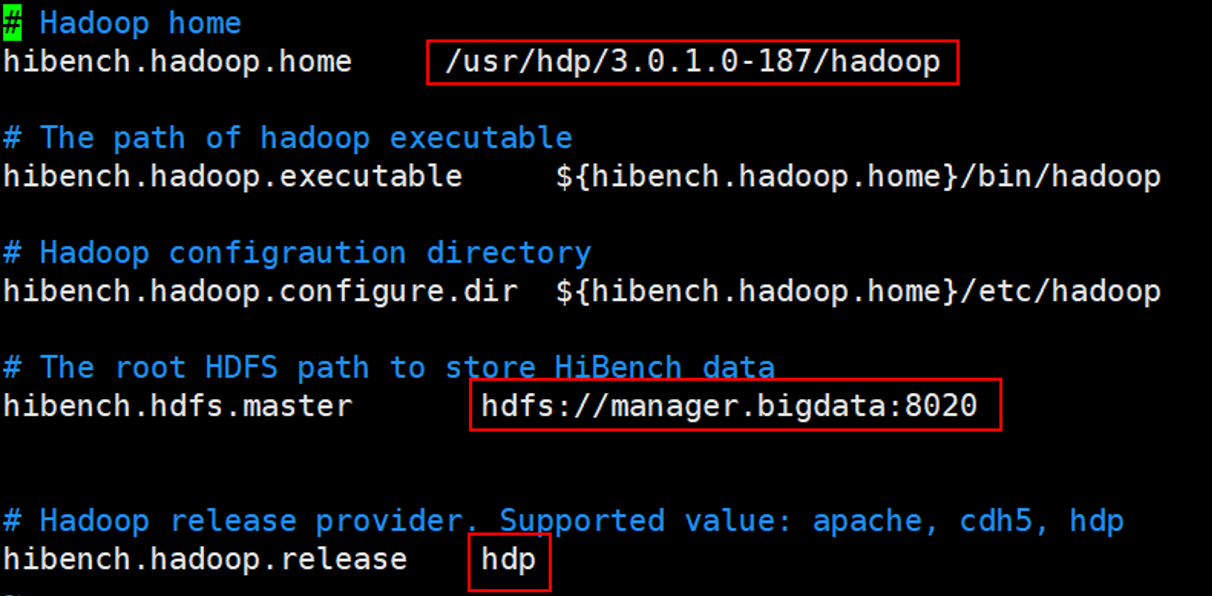 # Hadoop home
hibench.hadoop.home /usr/hdp/3.0.1.0-187/hadoop
# The path of hadoop executable
hibench.hadoop.executable ${hibench.hadoop.home}/bin/hadoop
# Hadoop configraution directory
hibench.hadoop.configure.dir ${hibench.hadoop.home}/etc/hadoop
# The root HDFS path to store HiBench data
hibench.hdfs.master hdfs://manager.bigdata:8020
# Hadoop release provider. Supported value: apache, cdh5, hdp
hibench.hadoop.release hdp